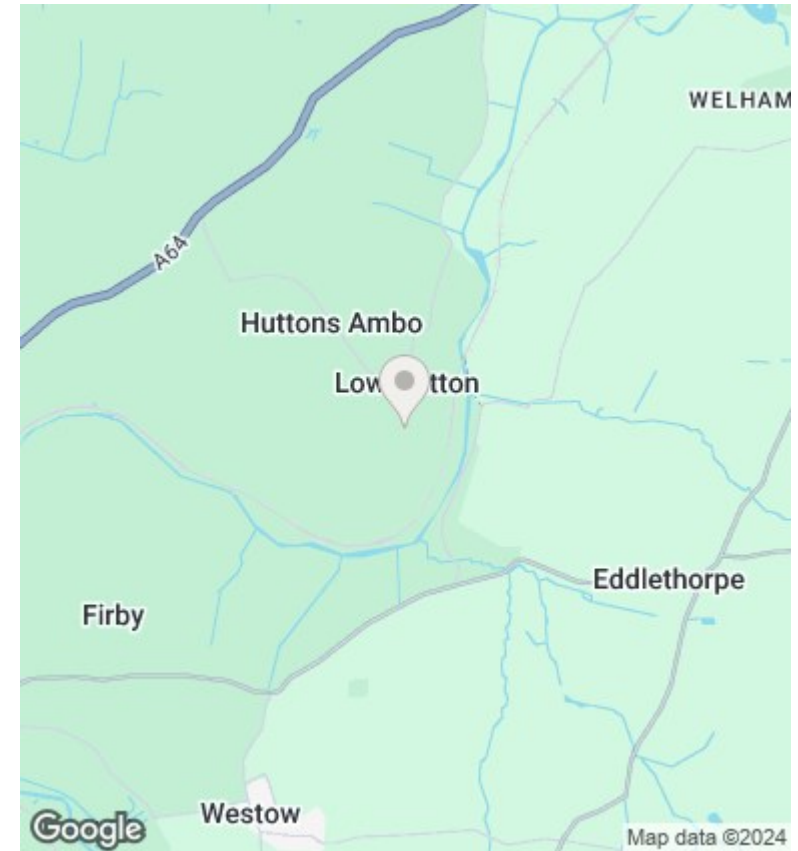 WELHAM
A64
Huttons Ambo
Low
tton
Eddlethorpe
Firby
Westow
Google
Map data ©2024